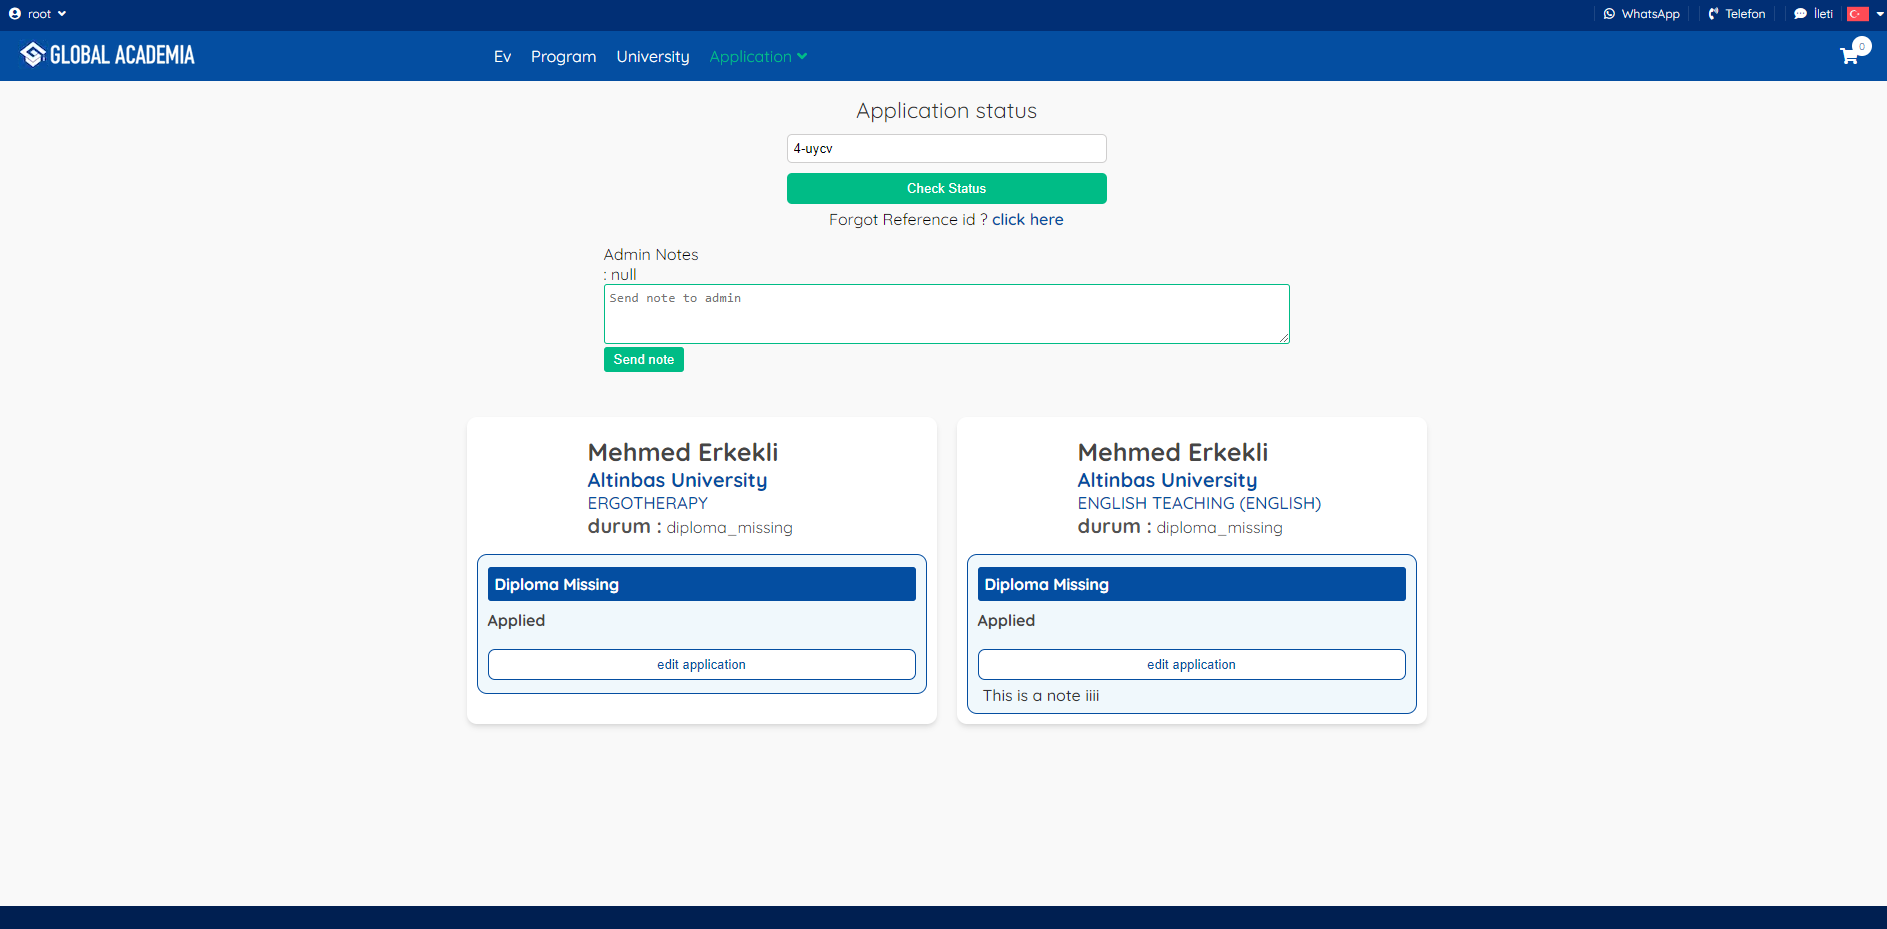 root
WhatsApp
Telefon
İleti
GLOBAL ACADEMIA
Ev
Program
University
Application
0
Application status
4-uycv
Check Status
Forgot Reference id ? click here
Admin Notes
: null
Send note to admin
Send note
Mehmed Erkekli
Altinbas University
ERGOTHERAPY
durum : diploma_missing
Diploma Missing
Applied
edit application
Mehmed Erkekli
Altinbas University
ENGLISH TEACHING (ENGLISH)
durum : diploma_missing
Diploma Missing
Applied
edit application
This is a note iiii